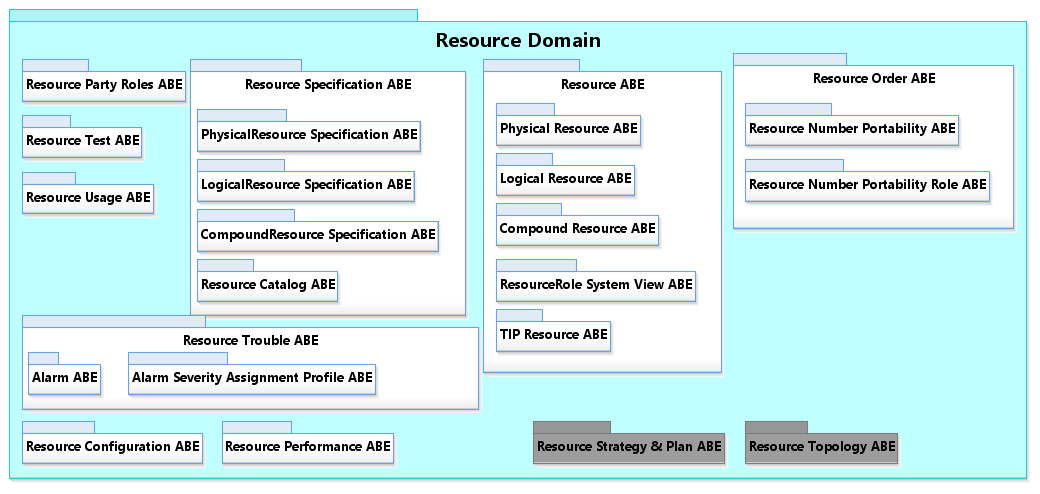 Resource Domain
Resource Party Roles ABE
Resource Test ABE
Resource Usage ABE
Resource Specification ABE
PhysicalResource Specification ABE
LogicalResource Specification ABE
CompoundResource Specification ABE
Resource Catalog ABE
Resource ABE
Physical Resource ABE
Logical Resource ABE
Compound Resource ABE
ResourceRole System View ABE
TIP Resource ABE
Resource Order ABE
Resource Number Portability ABE
Resource Number Portability Role ABE
Resource Trouble ABE
Alarm ABE
Alarm Severity Assignment Profile ABE
Resource Configuration ABE
Resource Performance ABE
Resource Strategy & Plan ABE
Resource Topology ABE